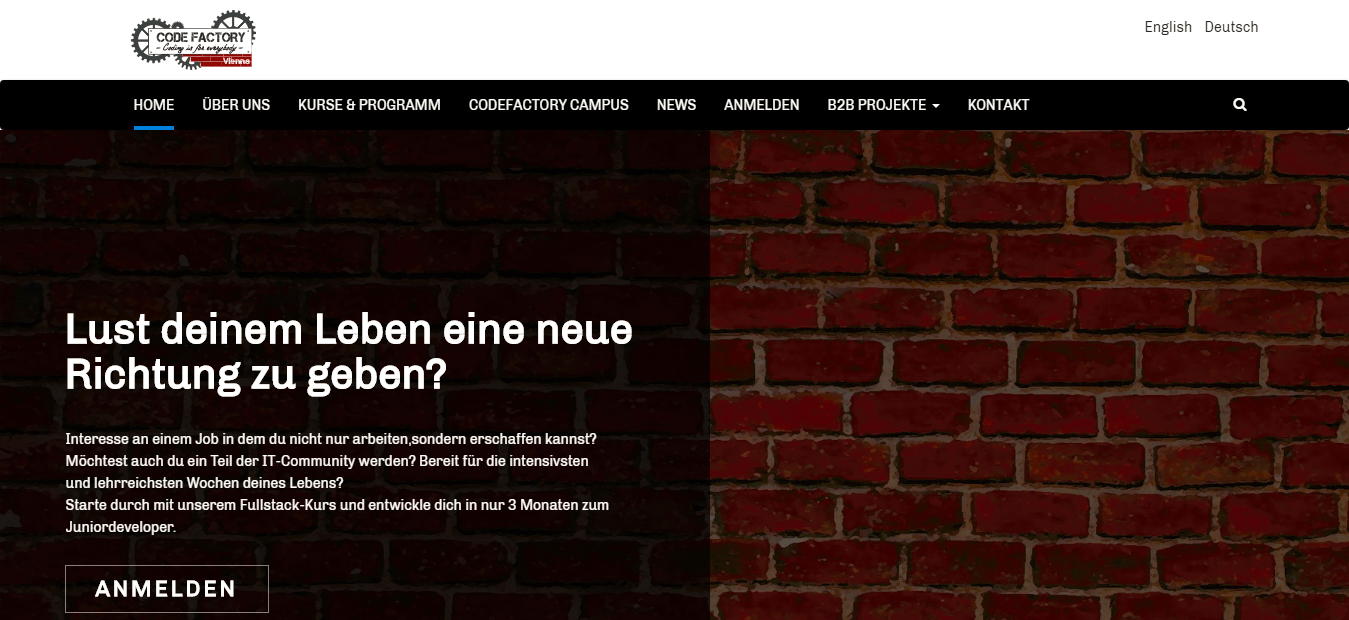 CODE FACTORY
- Coding is for everybody -
Vienna
English Deutsch
HOME ÜBER UNS KURSE & PROGRAMM CODEFACTORY CAMPUS NEWS ANMELDEN B2B PROJEKTE KONTAKT
Lust deinem Leben eine neue
Richtung zu geben?
Interesse an einem Job in dem du nicht nur arbeiten,sondern erschaffen kannst?
Möchtest auch du ein Teil der IT-Community werden? Bereit für die intensivsten
und lehrreichsten Wochen deines Lebens?
Starte durch mit unserem Fullstack-Kurs und entwickle dich in nur 3 Monaten zum
Juniordeveloper.
ANMELDEN